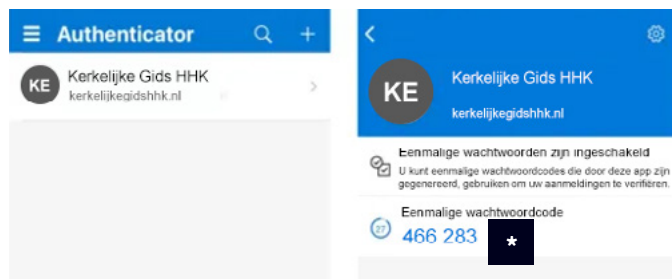 Authenticator
KE
Kerkelijke Gids HHK
kerkelijkegidshhk.nl
KE
Kerkelijke Gids HHK
kerkelijkegidshhk.nl
Eenmalige wachtwoorden zijn ingeschakeld
U kunt eenmalige wachtwoordcodes die door deze app zijn
gegenereerd, gebruiken om uw aanmeldingen te verifiëren.
Eenmalige wachtwoordcode
27
466 283 *